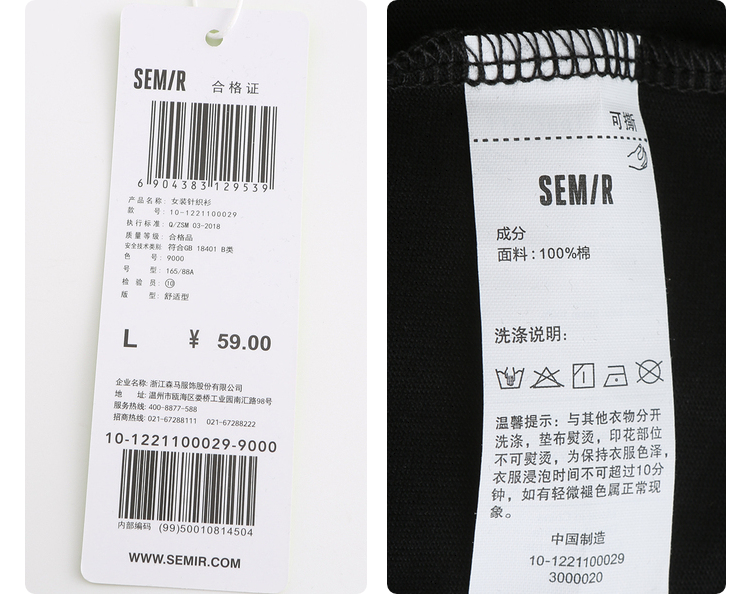 SEM/R 合格证
6 904383 129539
产品名称: 女装针织衫
款 号: 10-1221100029
执行标准: Q/ZSM 03-2018
质量等级: 合格品
安全技术类别 符合GB 18401 B类
色 号: 9000
号 型: 165/88A
检 验 员: ⑩
版 型: 舒适型
L ¥ 59.00
企业名称: 浙江森马服饰股份有限公司
地 址: 温州市瓯海区娄桥工业园南汇路98号
服务热线: 400-8877-588
招商热线: 021-67288111 021-67288222
10-1221100029-9000
内部编码 (99)50010814504
WWW.SEMIR.COM
可撕
SEM/R
成分
面料: 100%棉
洗涤说明:
温馨提示: 与其他衣物分开
洗涤, 垫布熨烫, 印花部位
不可熨烫, 为保持衣服色泽,
衣服浸泡时间不可超过10分
钟, 如有轻微褪色属正常现
象。
中国制造
10-1221100029
3000020